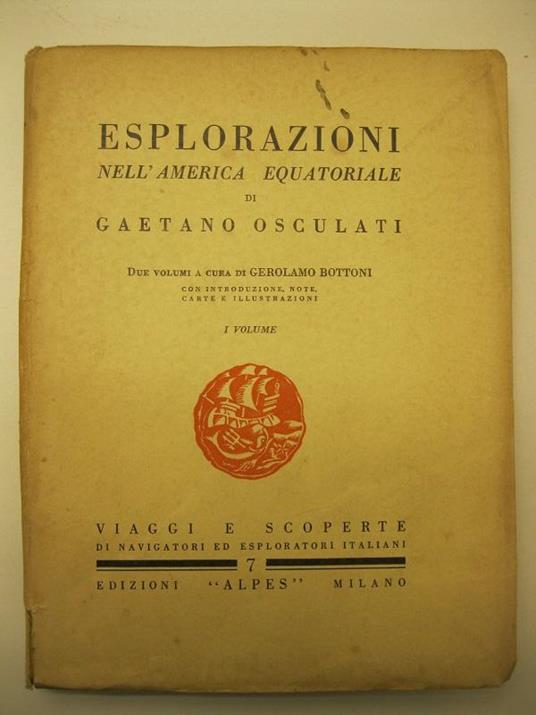 ESPLORAZIONI
NELL'AMERICA EQUATORIALE
DI
GAETANO OSCULATI
DUE VOLUMI A CURA DI GEROLAMO BOTTONI
CON INTRODUZIONE, NOTE,
CARTE E ILLUSTRAZIONI
I VOLUME
VIAGGI E SCOPERTE
DI NAVIGATORI ED ESPLORATORI ITALIANI
7
EDIZIONI "ALPES" MILANO